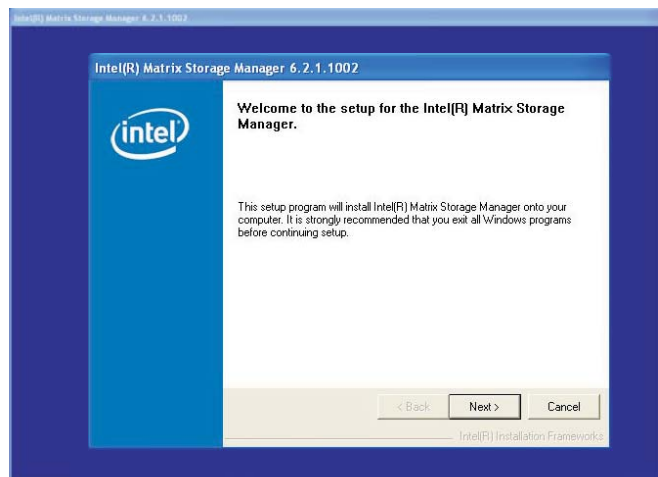 Intel(R) Matrix Storage Manager 6.2.1.1002
Intel(R) Matrix Storage Manager 6.2.1.1002
intel
Welcome to the setup for the Intel(R) Matrix Storage
Manager.
This setup program will install Intel(R) Matrix Storage Manager onto your
computer. It is strongly recommended that you exit all Windows programs
before continuing setup.
< Back
Next >
Cancel
Intel(R) Installation Frameworks